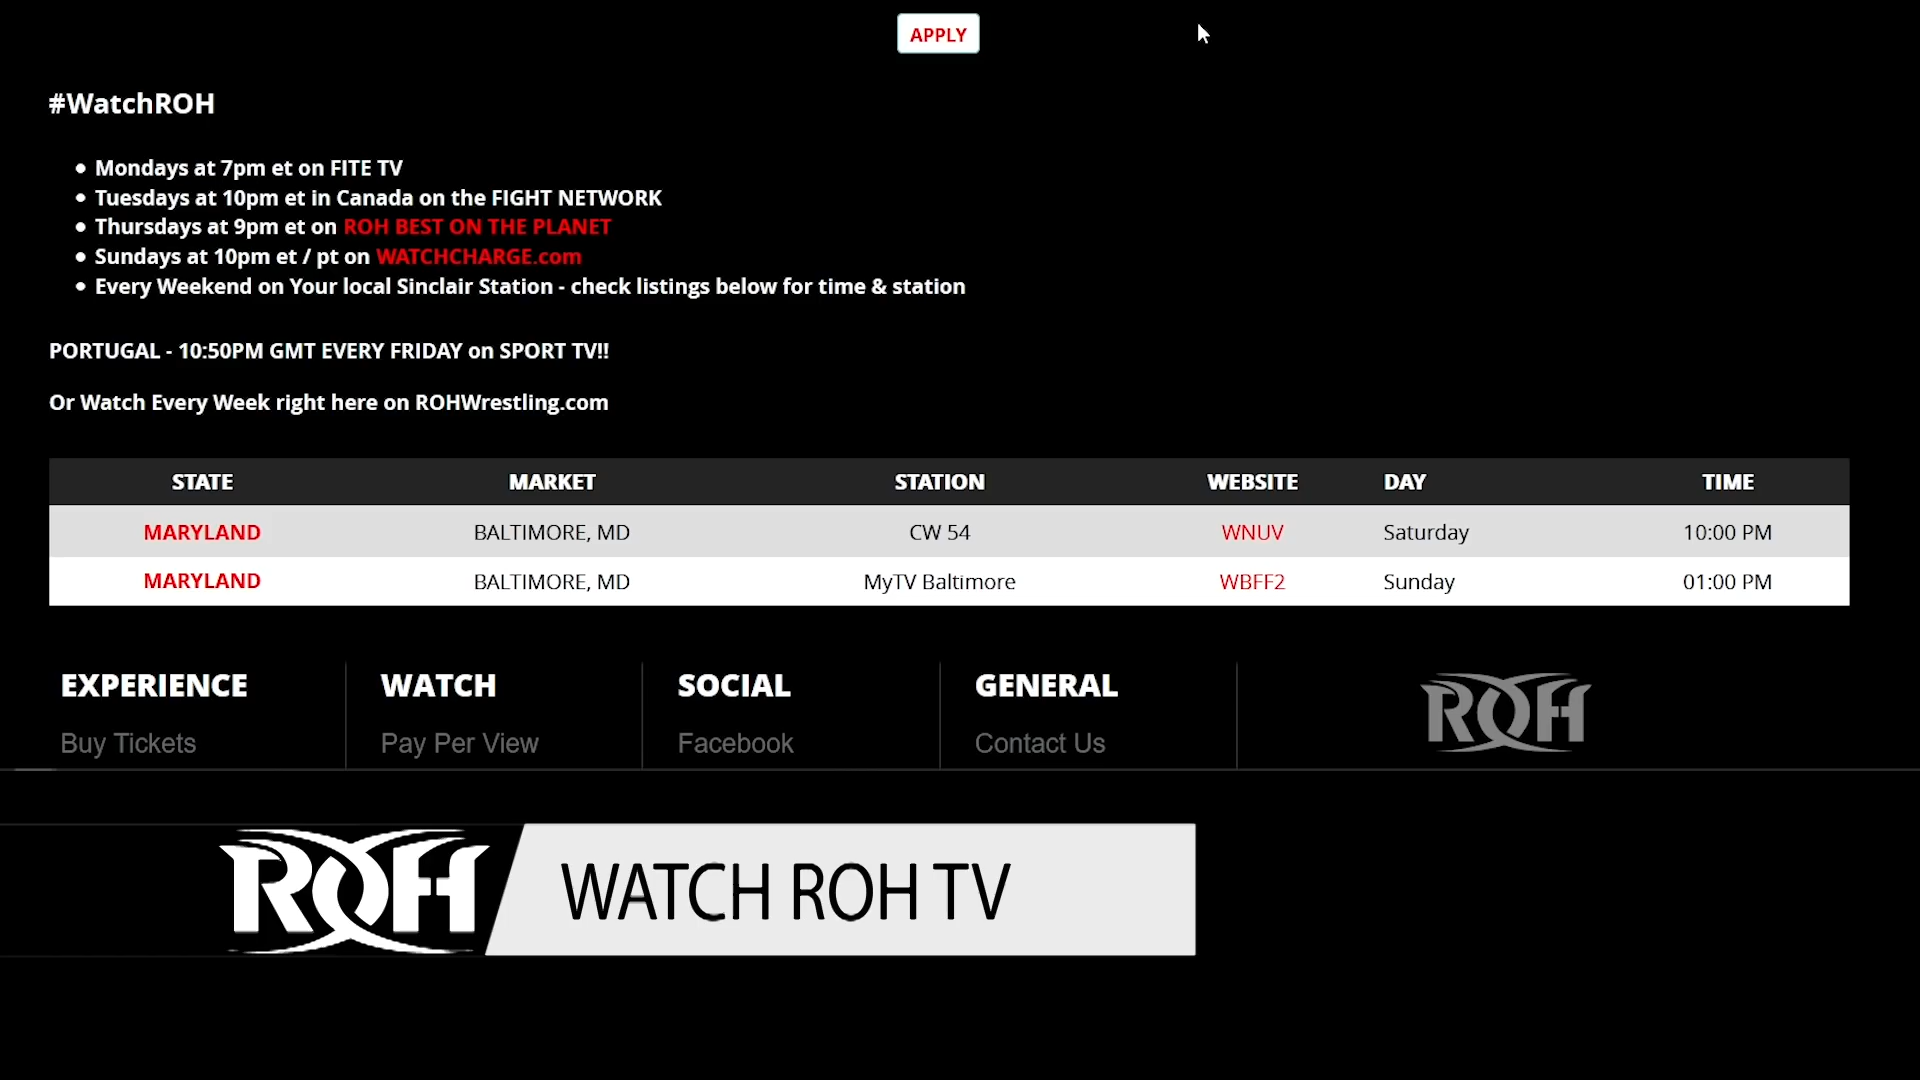 APPLY
#WatchROH
Mondays at 7pm et on FITE TV
Tuesdays at 10pm et in Canada on the FIGHT NETWORK
Thursdays at 9pm et on ROH BEST ON THE PLANET
Sundays at 10pm et / pt on WATCHCHARGE.com
Every Weekend on Your local Sinclair Station - check listings below for time & station
PORTUGAL - 10:50PM GMT EVERY FRIDAY on SPORT TV!!
Or Watch Every Week right here on ROHWrestling.com
STATE MARKET STATION WEBSITE DAY TIME
MARYLAND BALTIMORE, MD CW 54 WNUV Saturday 10:00 PM
MARYLAND BALTIMORE, MD MyTV Baltimore WBFF2 Sunday 01:00 PM
EXPERIENCE WATCH SOCIAL GENERAL ROH
Buy Tickets Pay Per View Facebook Contact Us
ROH WATCH ROH TV